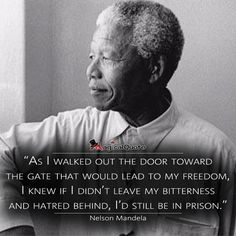 MagicalQuote
“AS I WALKED OUT THE DOOR TOWARD
THE GATE THAT WOULD LEAD TO MY FREEDOM,
I KNEW IF I DIDN’T LEAVE MY BITTERNESS
AND HATRED BEHIND, I’D STILL BE IN PRISON.”
Nelson Mandela